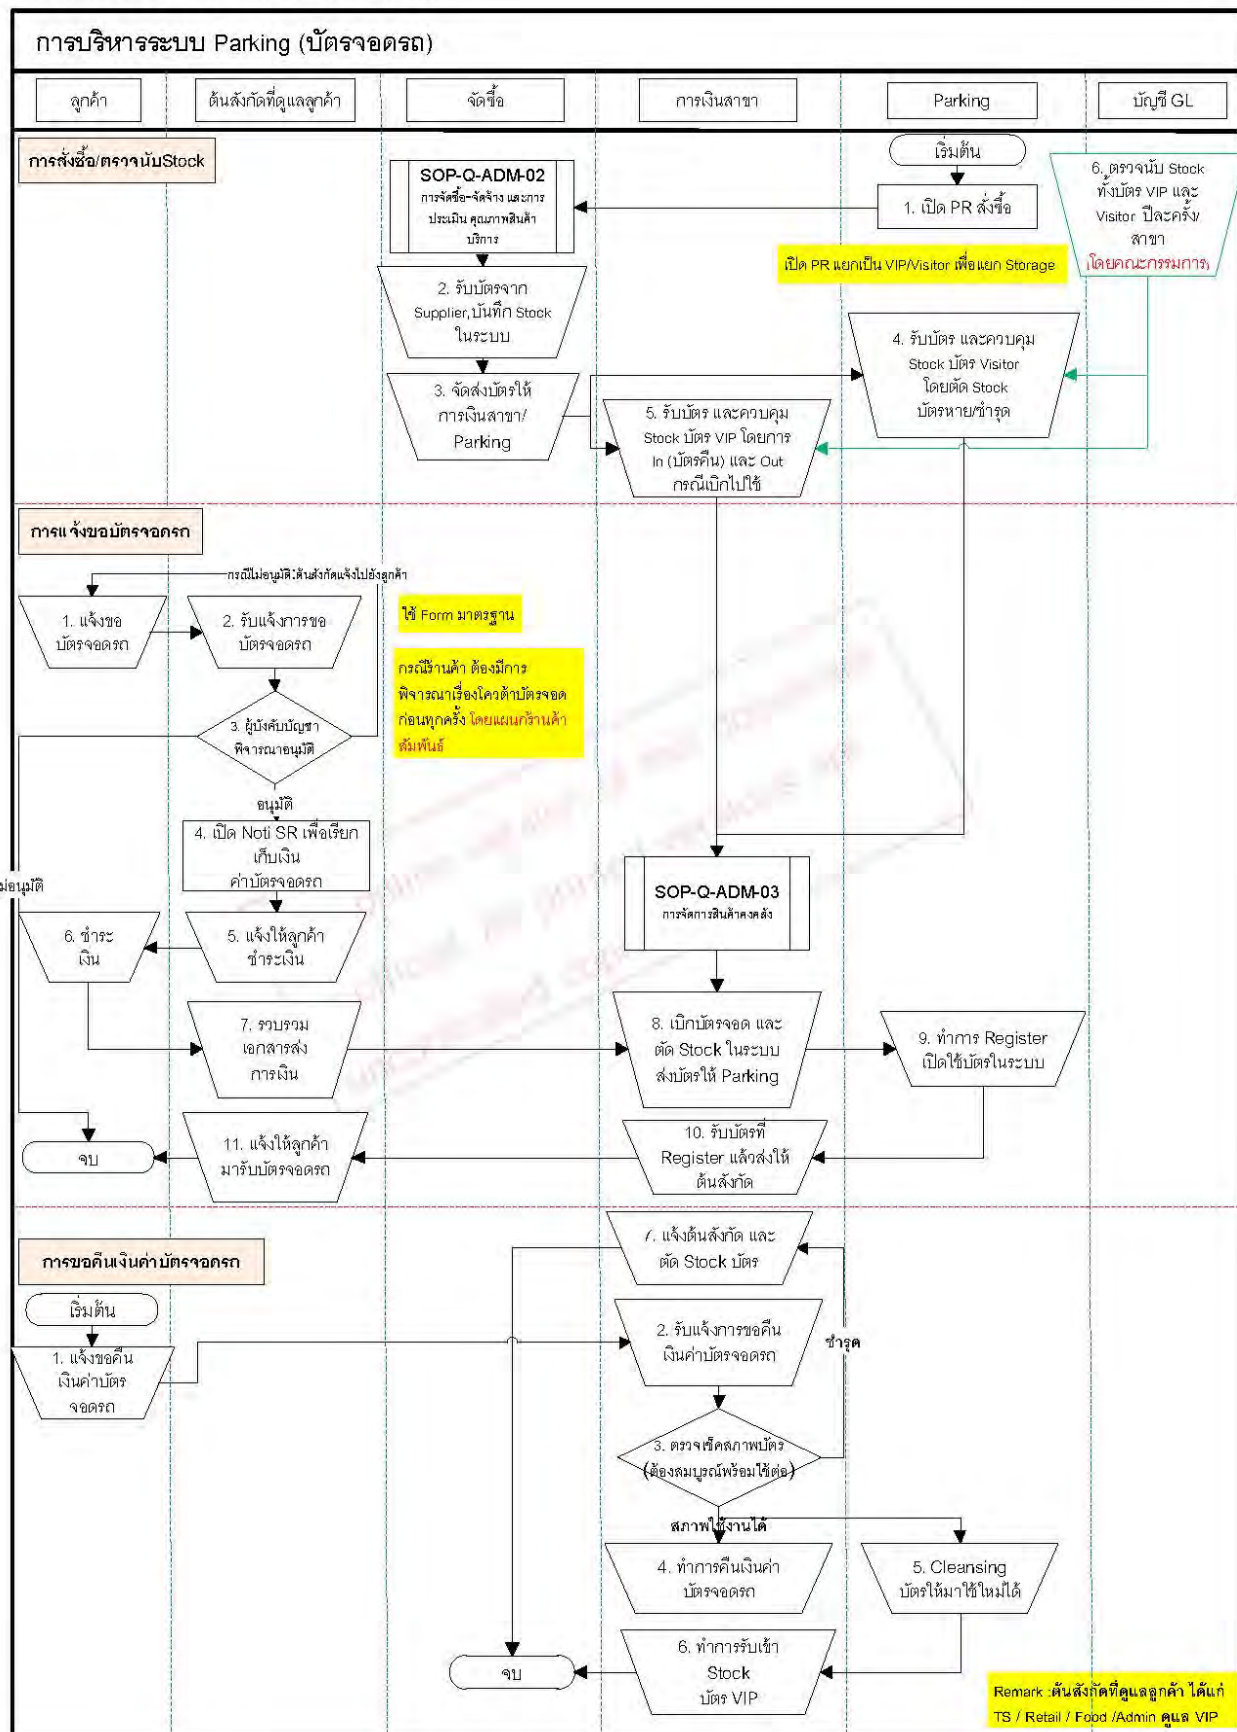 การบริหารระบบ Parking (บัตรจอดรถ)
ลูกค้า
ต้นสังกัดที่ดูแลลูกค้า
จัดซื้อ
การเงินสาขา
Parking
บัญชี GL
การสั่งซื้อ/ตรวจนับStock
SOP-Q-ADM-02
การจัดซื้อ-จัดจ้าง และการ
ประเมิน คุณภาพสินค้า
บริการ
เริ่มต้น
1. เปิด PR สั่งซื้อ
6. ตรวจนับ Stock
ทั้งบัตร VIP และ
Visitor ปีละครั้ง/
สาขา
(โดยคณะกรรมการ)
เปิด PR แยกเป็น VIP/Visitor เพื่อแยก Storage
2. รับบัตรจาก
Supplier,บันทึก Stock
ในระบบ
3. จัดส่งบัตรให้
การเงินสาขา/
Parking
4. รับบัตร และควบคุม
Stock บัตร Visitor
โดยตัด Stock
บัตรหาย/ชำรุด
5. รับบัตร และควบคุม
Stock บัตร VIP โดยการ
In (บัตรคืน) และ Out
กรณีเบิกไปใช้
การแจ้งขอบัตรจอดรถ
กรณีไม่อนุมัติ:ต้นสังกัดแจ้งไปยังลูกค้า
1. แจ้งขอ
บัตรจอดรถ
2. รับแจ้งการขอ
บัตรจอดรถ
ใช้ Form มาตรฐาน
กรณีร้านค้า ต้องมีการ
พิจารณาเรื่องโควต้าบัตรจอด
ก่อนทุกครั้ง โดยแผนกร้านค้า
สัมพันธ์
3. ผู้บังคับบัญชา
พิจารณาอนุมัติ
อนุมัติ
4. เปิด Noti SR เพื่อเรียก
เก็บเงิน
ค่าบัตรจอดรถ
ม่อนุมัติ
SOP-Q-ADM-03
การจัดการสินค้าคงคลัง
6. ชำระ
เงิน
5. แจ้งให้ลูกค้า
ชำระเงิน
7. รวบรวม
เอกสารส่ง
การเงิน
8. เบิกบัตรจอด และ
ตัด Stock ในระบบ
ส่งบัตรให้ Parking
9. ทำการ Register
เปิดใช้บัตรในระบบ
จบ
11. แจ้งให้ลูกค้า
มารับบัตรจอดรถ
10. รับบัตรที่
Register แล้วส่งให้
ต้นสังกัด
การขอคืนเงินค่าบัตรจอดรถ
7. แจ้งต้นสังกัด และ
ตัด Stock บัตร
เริ่มต้น
1. แจ้งขอคืน
เงินค่าบัตร
จอดรถ
2. รับแจ้งการขอคืน
เงินค่าบัตรจอดรถ
ชำรุด
3. ตรวจเช็คสภาพบัตร
(ต้องสมบูรณ์พร้อมใช้ต่อ)
สภาพใช้งานได้
4. ทำการคืนเงินค่า
บัตรจอดรถ
5. Cleansing
บัตรให้มาใช้ใหม่ได้
6. ทำการรับเข้า
Stock
บัตร VIP
จบ
Remark :ต้นสังกัดที่ดูแลลูกค้า ได้แก่
TS / Retail / Food /Admin ดูแล VIP